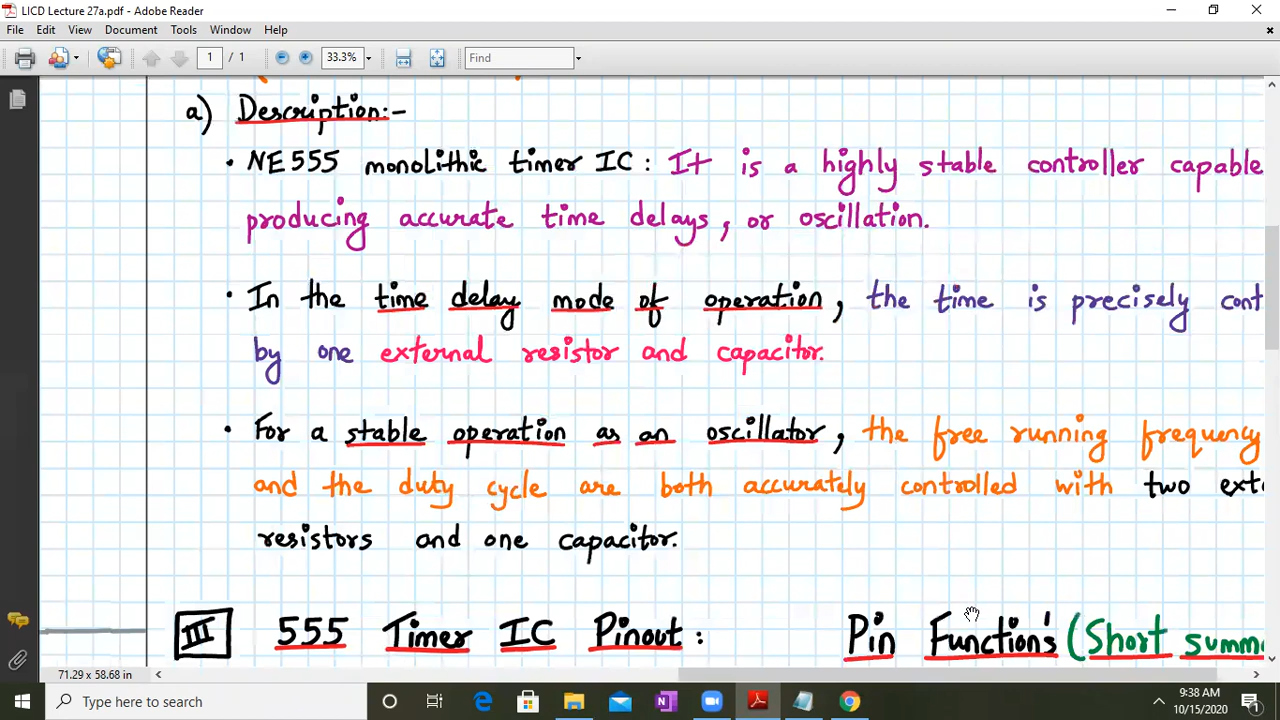 LICD Lecture 27a.pdf - Adobe Reader
File Edit View Document Tools Window Help
1 / 1 33.3% Find
a) Description:-
• NE555 monolithic timer IC: It is a highly stable controller capable
producing accurate time delays, or oscillation.
• In the time delay mode of operation, the time is precisely cont
by one external resistor and capacitor.
• For a stable operation as an oscillator, the free running frequency
and the duty cycle are both accurately controlled with two exte
resistors and one capacitor.
III 555 Timer IC Pinout: Pin Function's (Short summ
71.29 x 58.68 in
Type here to search
9:38 AM
10/15/2020